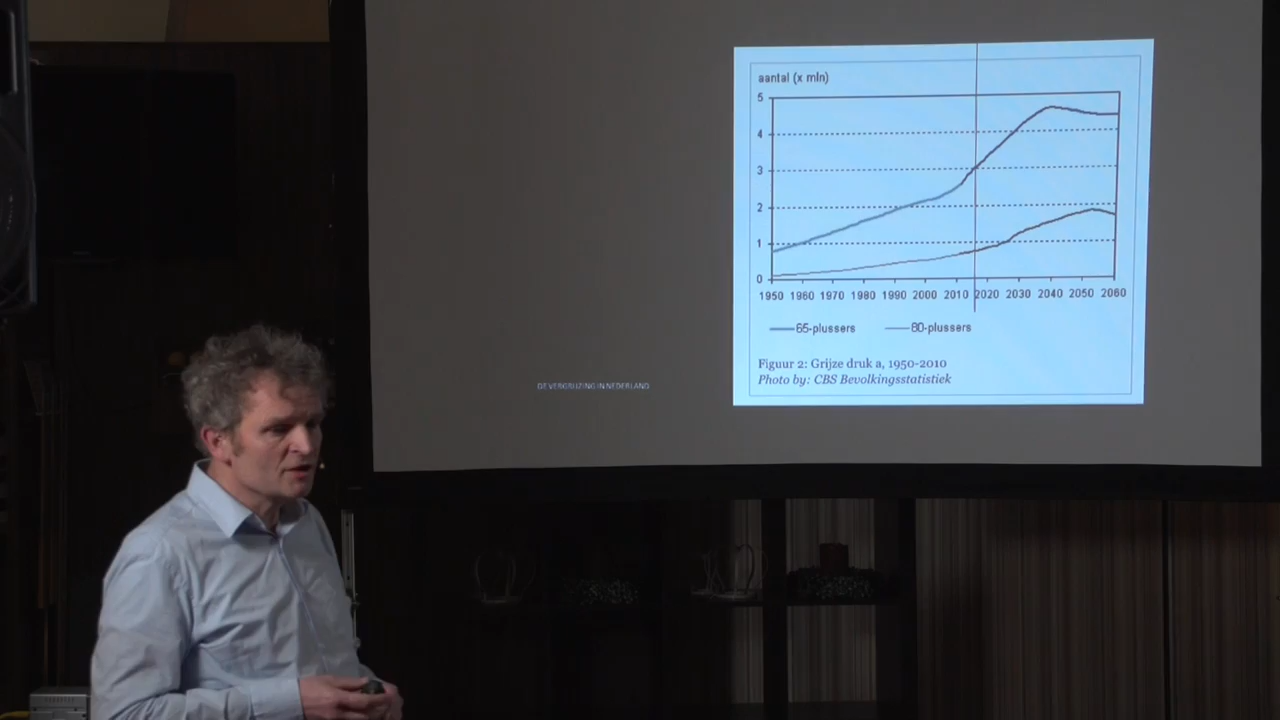 aantal (x mln)
5
4
3
2
1
0
1950 1960 1970 1980 1990 2000 2010 2020 2030 2040 2050 2060
65-plussers 80-plussers
Figuur 2: Grijze druk a, 1950-2010
Photo by: CBS Bevolkingsstatistiek
DE VERGRIJZING IN NEDERLAND